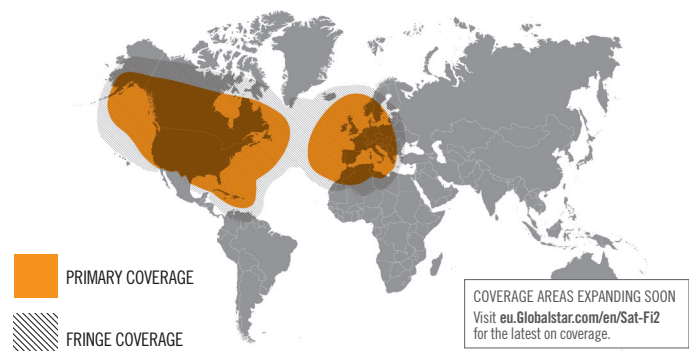 PRIMARY COVERAGE
FRINGE COVERAGE
COVERAGE AREAS EXPANDING SOON
Visit eu.Globalstar.com/en/Sat-Fi2
for the latest on coverage.